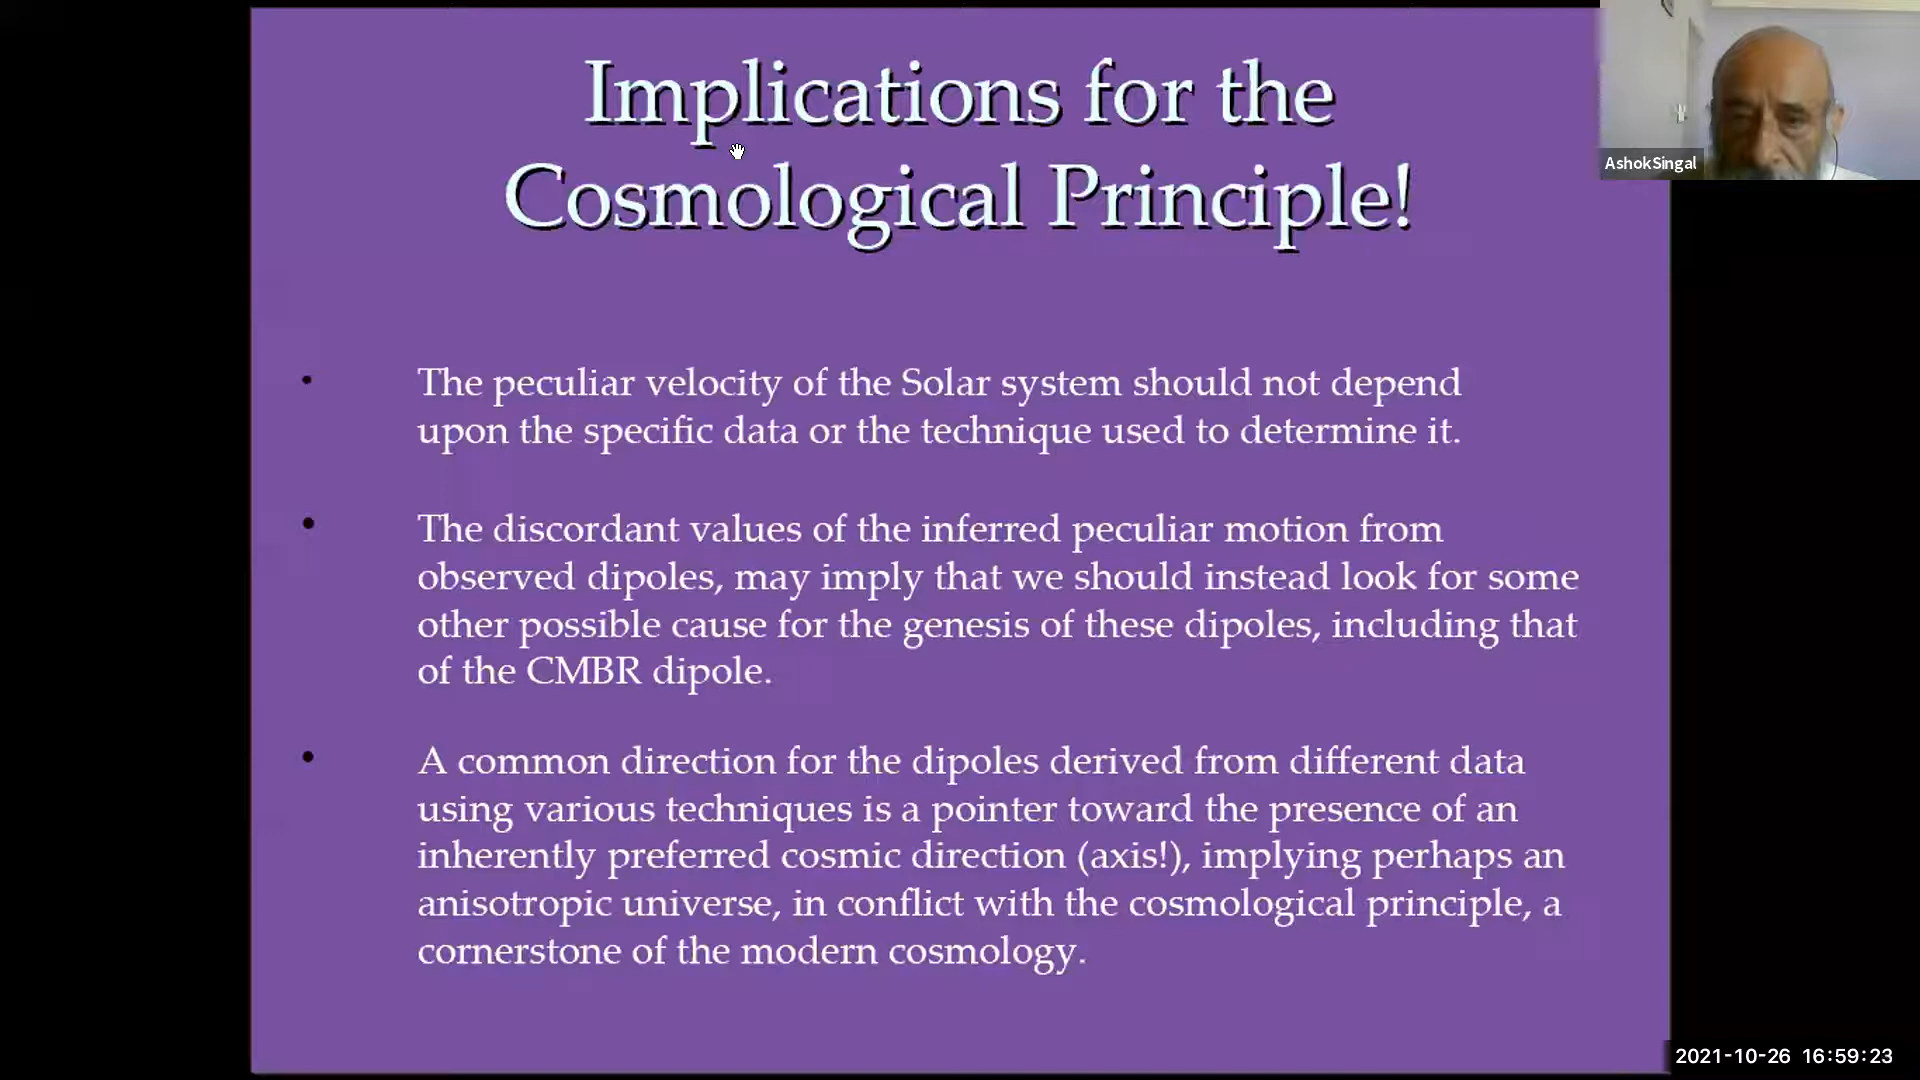 Implications for the
Cosmological Principle!
AshokSingal
• The peculiar velocity of the Solar system should not depend
upon the specific data or the technique used to determine it.
• The discordant values of the inferred peculiar motion from
observed dipoles, may imply that we should instead look for some
other possible cause for the genesis of these dipoles, including that
of the CMBR dipole.
• A common direction for the dipoles derived from different data
using various techniques is a pointer toward the presence of an
inherently preferred cosmic direction (axis!), implying perhaps an
anisotropic universe, in conflict with the cosmological principle, a
cornerstone of the modern cosmology.
2021-10-26 16:59:23